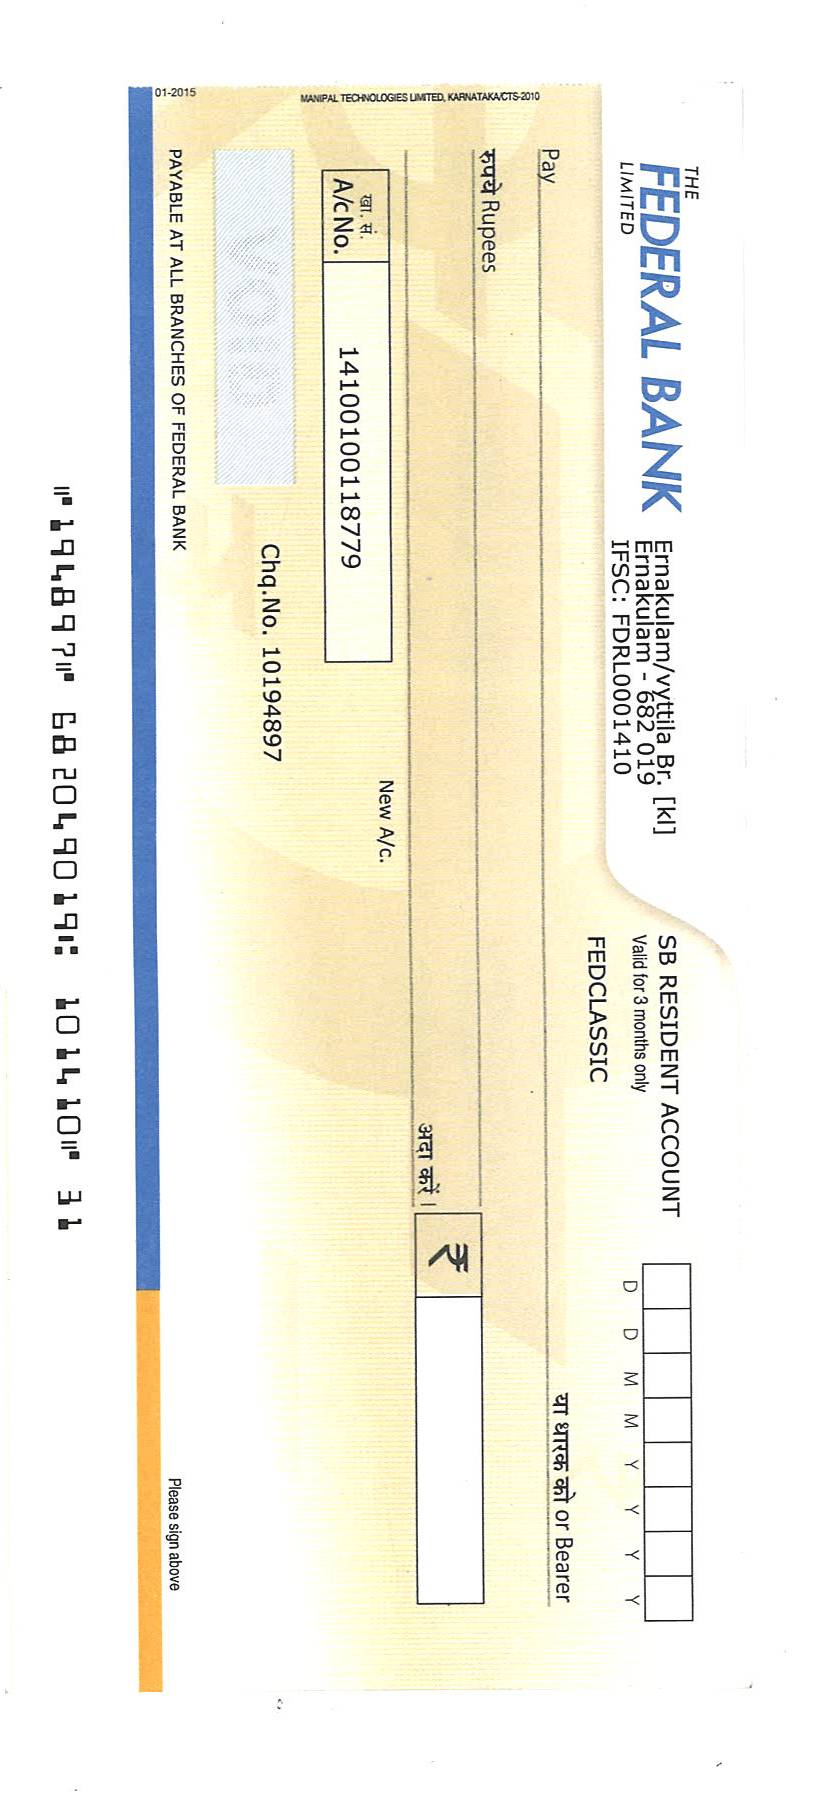 THE
FEDERAL BANK
LIMITED
Ernakulam/vyttila Br. [kl]
Ernakulam - 682 019
IFSC: FDRL0001410
SB RESIDENT ACCOUNT
Valid for 3 months only
FEDCLASSIC
D D M M Y Y Y Y
Pay
या धारक को or Bearer
रुपये Rupees
अदा करें।
₹
खा. सं.
A/c No.
14100100118779
New A/c.
VOID
Chq.No. 10194897
PAYABLE AT ALL BRANCHES OF FEDERAL BANK
Please sign above
01-2015
MANIPAL TECHNOLOGIES LIMITED, KARNATAKA/CTS-2010
⑈194897⑈ 682049019⑆ 101410⑈ 31